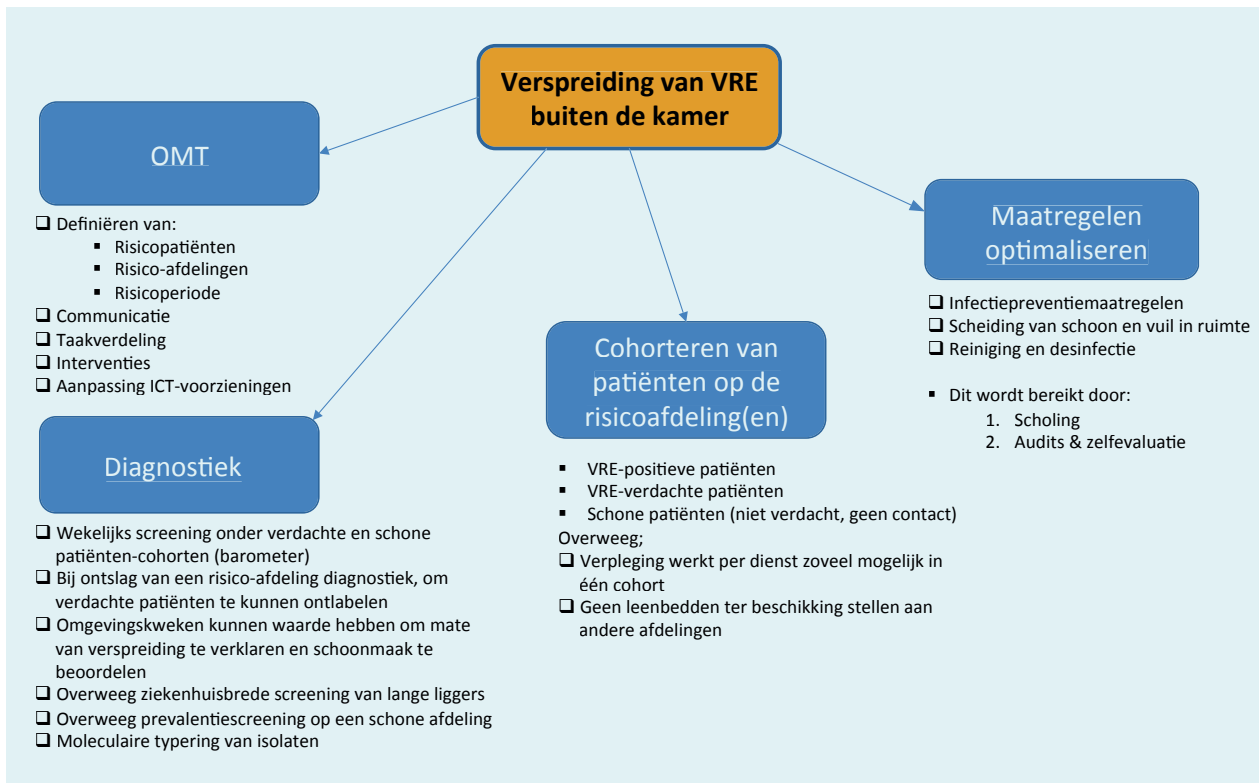 Verspreiding van VRE
buiten de kamer
OMT
❑ Definiëren van:
▪ Risicopatiënten
▪ Risico-afdelingen
▪ Risicoperiode
❑ Communicatie
❑ Taakverdeling
❑ Interventies
❑ Aanpassing ICT-voorzieningen
Diagnostiek
❑ Wekelijks screening onder verdachte en schone
patiënten-cohorten (barometer)
❑ Bij ontslag van een risico-afdeling diagnostiek, om
verdachte patiënten te kunnen ontlabelen
❑ Omgevingskweken kunnen waarde hebben om mate
van verspreiding te verklaren en schoonmaak te
beoordelen
❑ Overweeg ziekenhuisbrede screening van lange liggers
❑ Overweeg prevalentiescreening op een schone afdeling
❑ Moleculaire typering van isolaten
Cohorteren van
patiënten op de
risicoafdeling(en)
▪ VRE-positieve patiënten
▪ VRE-verdachte patiënten
▪ Schone patiënten (niet verdacht, geen contact)
Overweeg;
❑ Verpleging werkt per dienst zoveel mogelijk in
één cohort
❑ Geen leenbedden ter beschikking stellen aan
andere afdelingen
Maatregelen
optimaliseren
❑ Infectiepreventiemaatregelen
❑ Scheiding van schoon en vuil in ruimte
❑ Reiniging en desinfectie
▪ Dit wordt bereikt door:
1. Scholing
2. Audits & zelfevaluatie